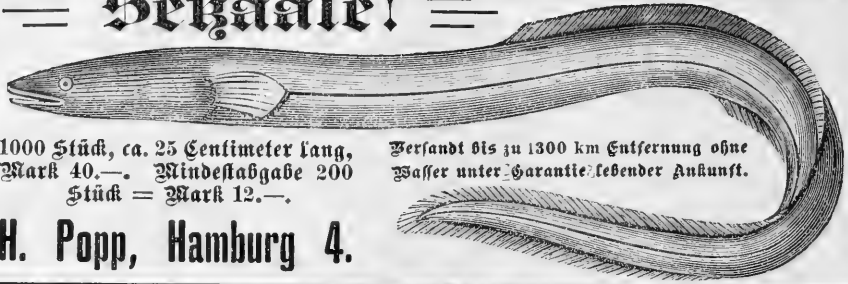 Setzaale!
1000 Stück, ca. 25 Centimeter lang,
Mark 40.—. Mindestabgabe 200
Stück = Mark 12.—.
Versandt bis zu 1300 km Entfernung ohne
Wasser unter Garantie lebender Ankunft.
H. Popp, Hamburg 4.